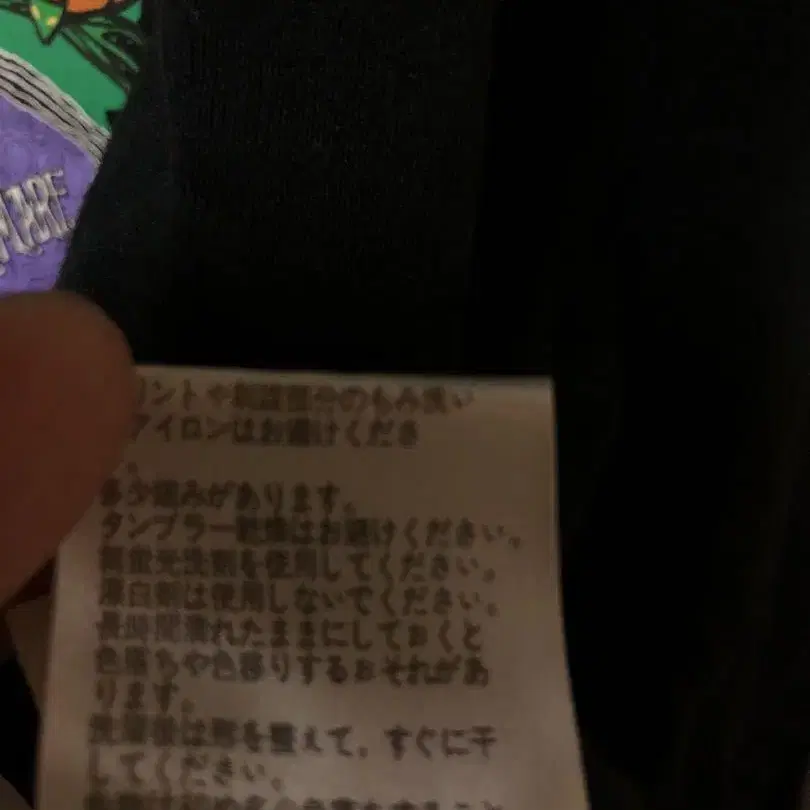 MARE
リントや刺繍部分のもみ洗い
アイロンはお避けくださ
。
多少縮みがあります。
タンブラー乾燥はお避けください。
無蛍光洗剤を使用してください。
漂白剤は使用しないでください。
長時間濡れたままにしておくと
色落ちや色移りするおそれがあ
ります。
洗濯後は形を整えて、すぐに干
してください。